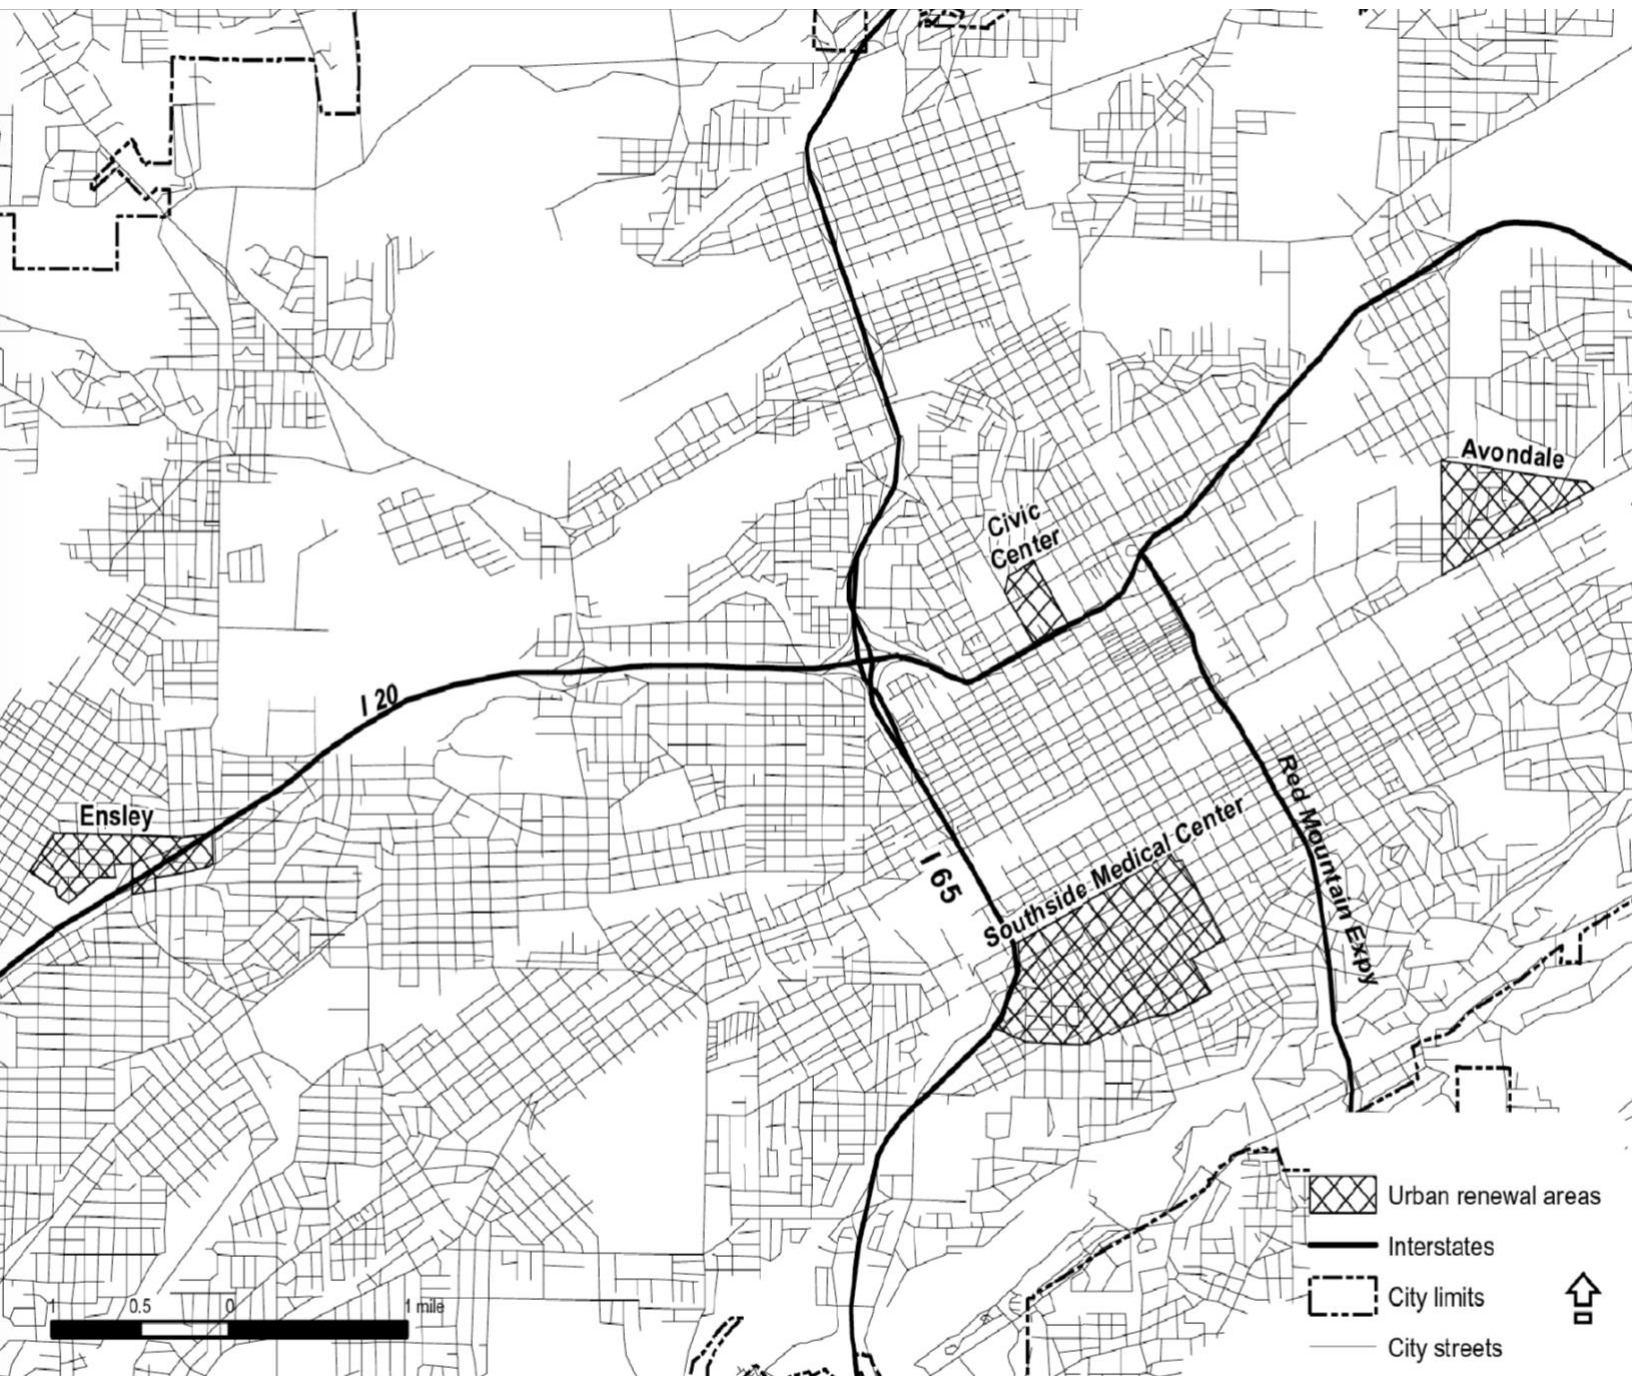 Avondale
Civic
Center
I 20
Red Mountain Expy
Ensley
Southside Medical Center
I 65
Urban renewal areas
Interstates
City limits
City streets
1 0.5 0 1 mile